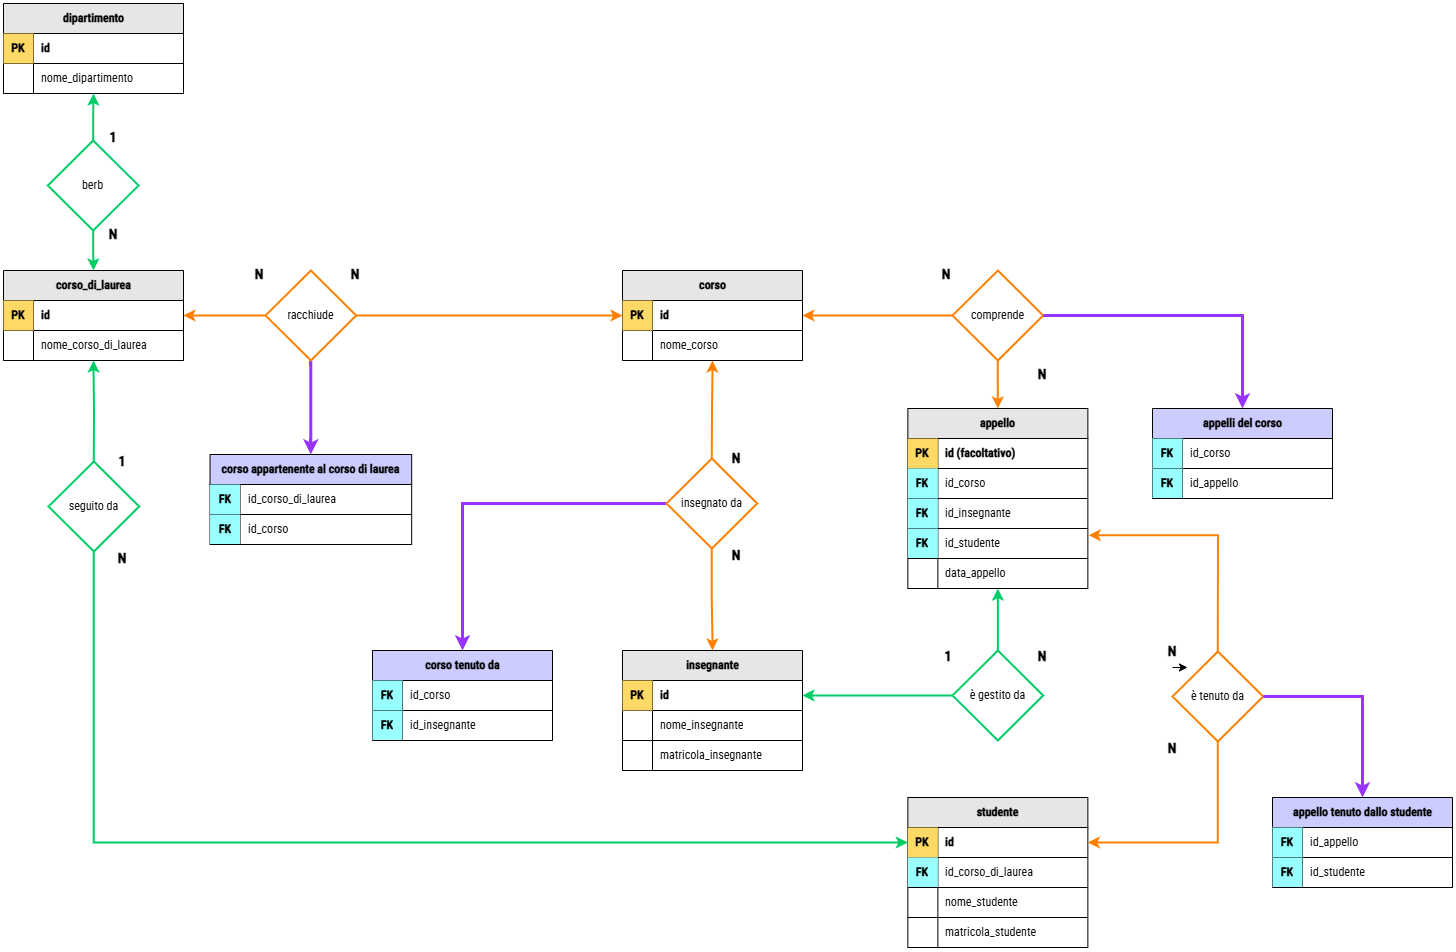 dipartimento
PK id
nome_dipartimento
1
berb
N
corso_di_laurea
PK id
nome_corso_di_laurea
N N
racchiude
corso
PK id
nome_corso
N
comprende
N
appello
PK id (facoltativo)
FK id_corso
FK id_insegnante
FK id_studente
data_appello
appelli del corso
FK id_corso
FK id_appello
1
seguito da
N
corso appartenente al corso di laurea
FK id_corso_di_laurea
FK id_corso
N
insegnato da
N
corso tenuto da
FK id_corso
FK id_insegnante
insegnante
PK id
nome_insegnante
matricola_insegnante
1 N
è gestito da
N
è tenuto da
N
studente
PK id
FK id_corso_di_laurea
nome_studente
matricola_studente
appello tenuto dallo studente
FK id_appello
FK id_studente